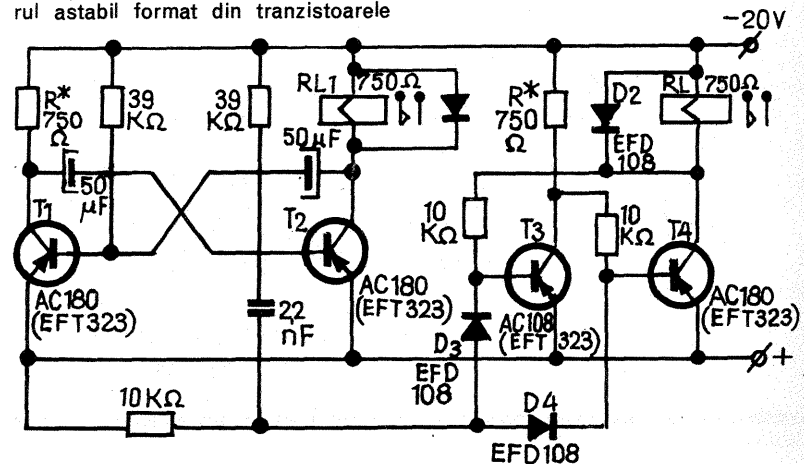 rul astabil format din tranzistoarele
-20V
R*
750
Ω
39
KΩ
39
KΩ
RL1
750Ω
R*
750
Ω
D2
RL
750Ω
EFD
108
50µF
50
µF
T1
T2
10
KΩ
T3
10
KΩ
T4
AC180
(EFT323)
AC180
(EFT323)
22
nF
D3
EFD
108
AC108
(EFT323)
AC180
(EFT323)
+
10KΩ
D4
EFD108